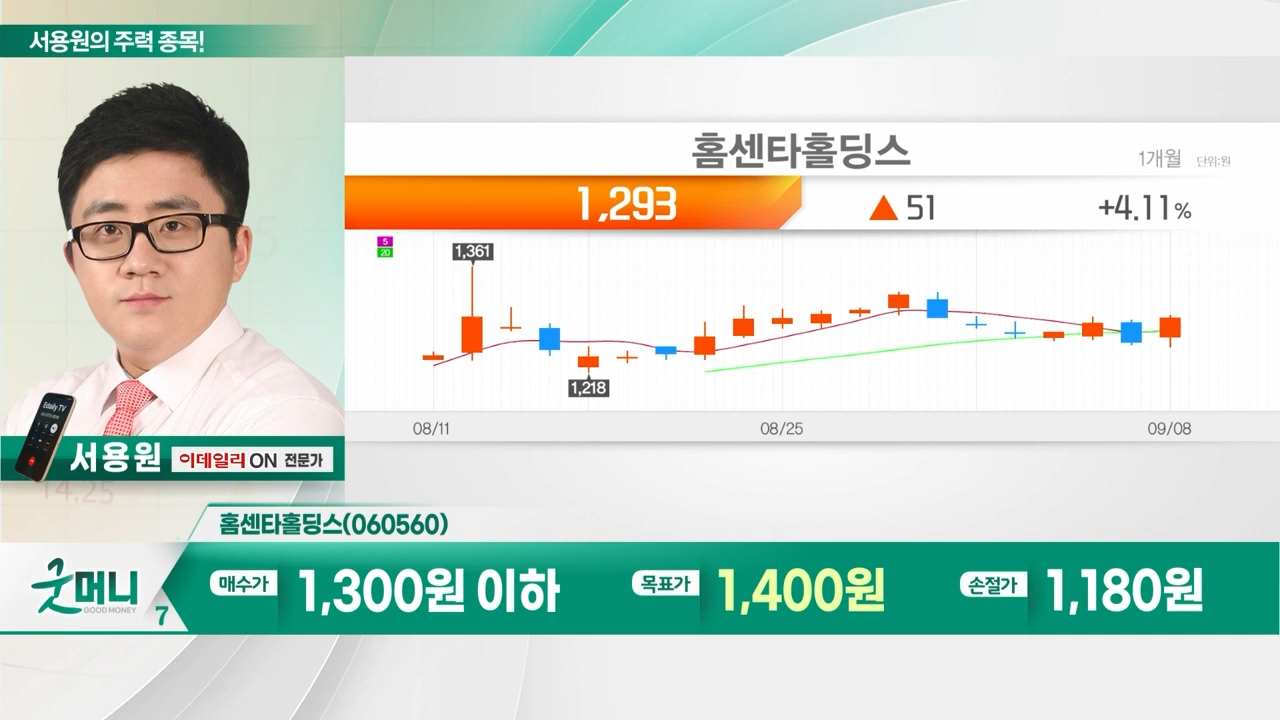 서용원의 주력 종목!
홈센타홀딩스
1개월 단위:원
1,293 ▲ 51 +4.11%
5
20
1,361
1,218
08/11 08/25 09/08
Edaily TV
서용원 이데일리 ON 전문가
14.25
홈센타홀딩스(060560)
굿머니 GOOD MONEY 7
매수가 1,300원 이하 목표가 1,400원 손절가 1,180원